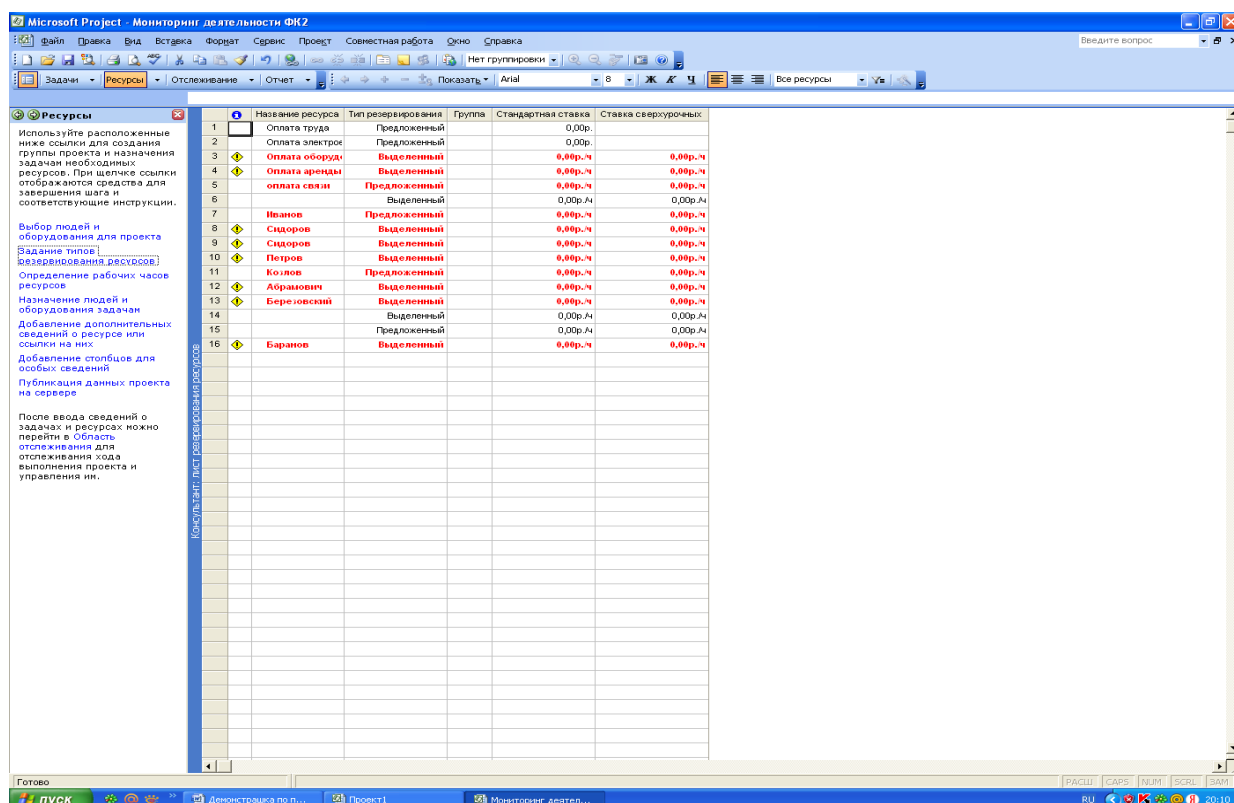 Microsoft Project - Мониторинг деятельности ФК2
Файл Правка Вид Вставка Формат Сервис Проект Совместная работа Окно Справка Введите вопрос
Нет группировки
Задачи Ресурсы Отслеживание Отчет Показать Arial 8 Ж К Ч Все ресурсы
Ресурсы
Используйте расположенные
ниже ссылки для создания
группы проекта и назначения
задачам необходимых
ресурсов. При щелчке ссылки
отображаются средства для
завершения шага и
соответствующие инструкции.
Выбор людей и
оборудования для проекта
Задание типов
резервирования ресурсов
Определение рабочих часов
ресурсов
Назначение людей и
оборудования задачам
Добавление дополнительных
сведений о ресурсе или
ссылки на них
Добавление столбцов для
особых сведений
Публикация данных проекта
на сервере
После ввода сведений о
задачах и ресурсах можно
перейти в Область
отслеживания для
отслеживания хода
выполнения проекта и
управления им.
Консультант: лист резервирования ресурсов
Название ресурса Тип резервирования Группа Стандартная ставка Ставка сверхурочных
1 Оплата труда Предложенный 0,00р.
2 Оплата электрое Предложенный 0,00р.
3 Оплата оборуд Выделенный 0,00р./ч 0,00р./ч
4 Оплата аренды Выделенный 0,00р./ч 0,00р./ч
5 оплата связи Предложенный 0,00р./ч 0,00р./ч
6 Выделенный 0,00р./ч 0,00р./ч
7 Иванов Предложенный 0,00р./ч 0,00р./ч
8 Сидоров Выделенный 0,00р./ч 0,00р./ч
9 Сидоров Выделенный 0,00р./ч 0,00р./ч
10 Петров Выделенный 0,00р./ч 0,00р./ч
11 Козлов Предложенный 0,00р./ч 0,00р./ч
12 Абрамович Выделенный 0,00р./ч 0,00р./ч
13 Березовский Выделенный 0,00р./ч 0,00р./ч
14 Выделенный 0,00р./ч 0,00р./ч
15 Предложенный 0,00р./ч 0,00р./ч
16 Баранов Выделенный 0,00р./ч 0,00р./ч
Готово РАСШ CAPS NUM SCRL ЗАМ
пуск Демонстрашка по п... Проект1 Мониторинг деятел... RU 20:10